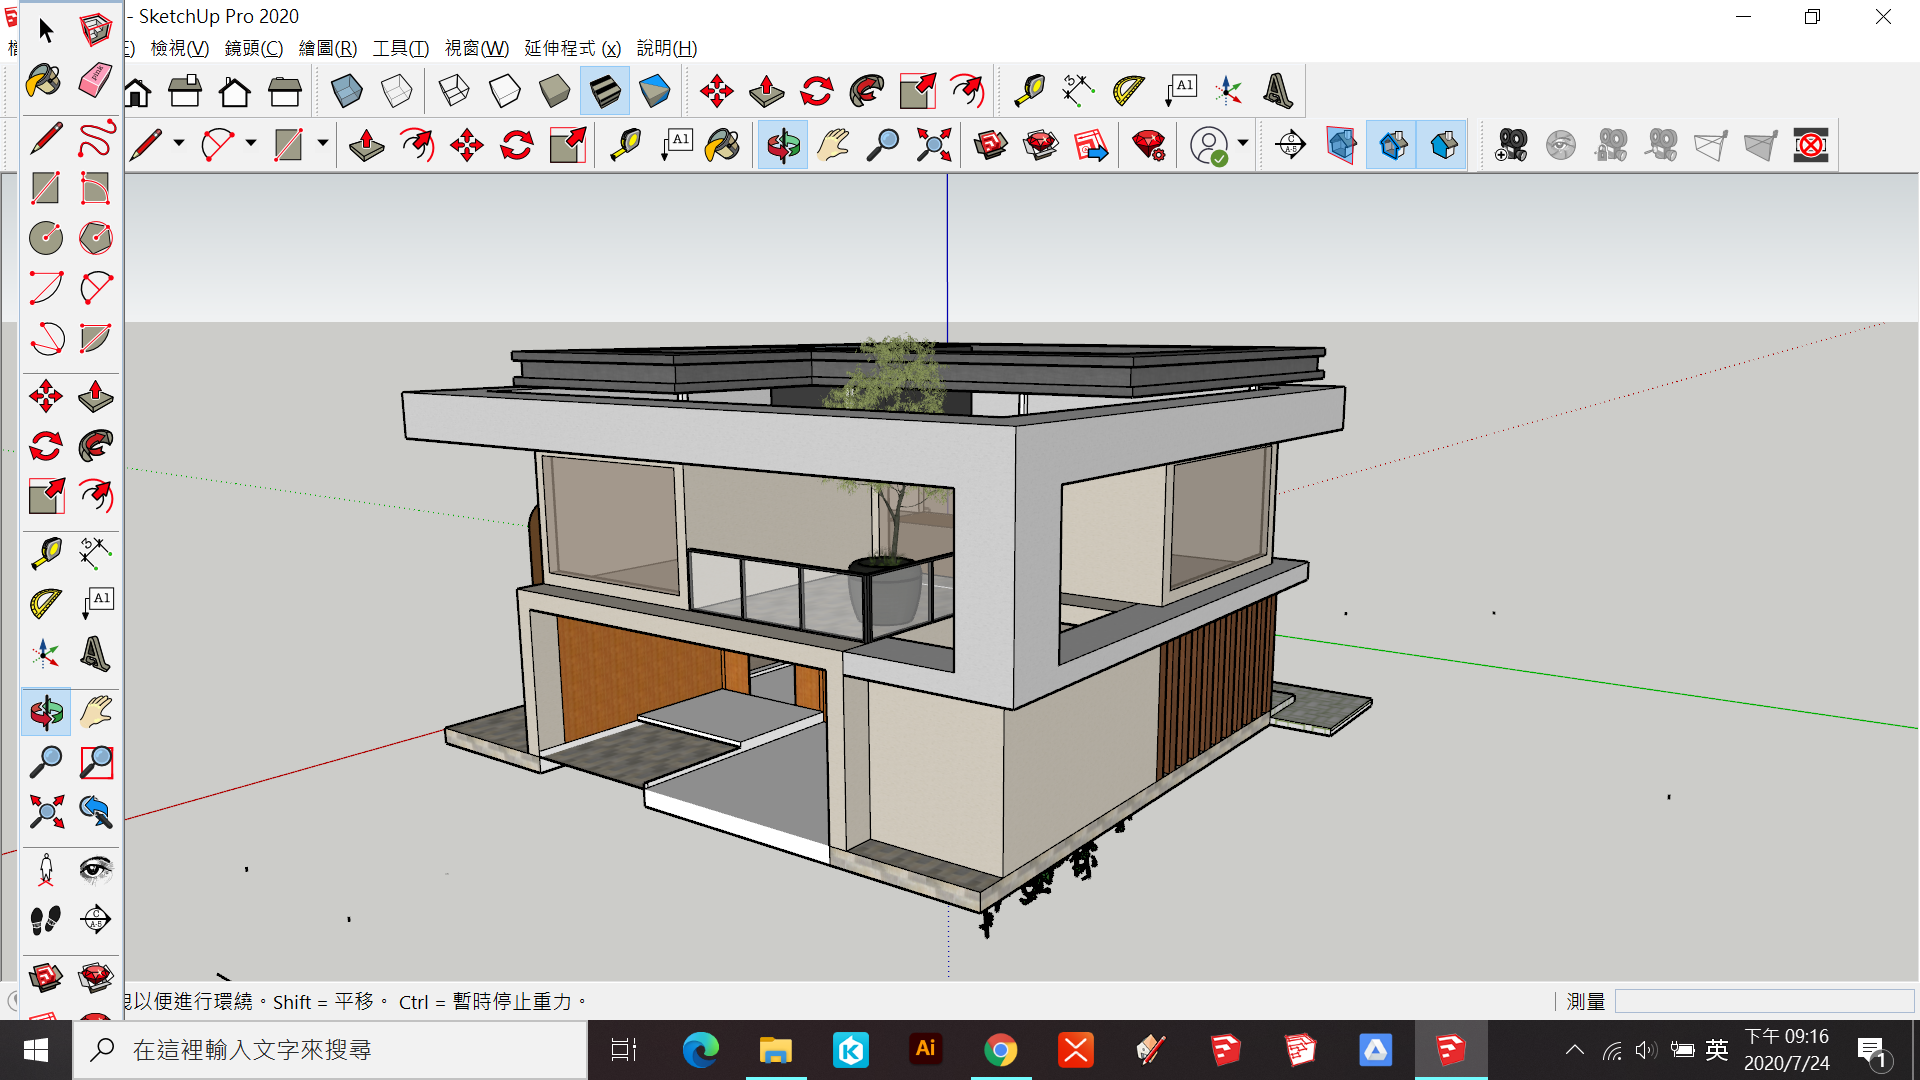 - SketchUp Pro 2020
檢視(V) 鏡頭(C) 繪圖(R) 工具(T) 視窗(W) 延伸程式 (x) 說明(H)
A1
A1
A1
以便進行環繞。Shift = 平移。 Ctrl = 暫時停止重力。
測量
在這裡輸入文字來搜尋
Ai
英
下午 09:16
2020/7/24
1